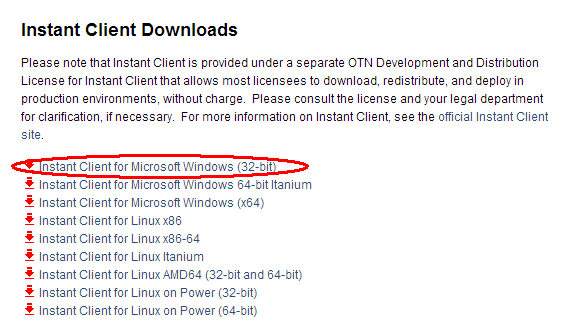 Instant Client Downloads
Please note that Instant Client is provided under a separate OTN Development and Distribution
License for Instant Client that allows most licensees to download, redistribute, and deploy in
production environments, without charge.  Please consult the license and your legal department
for clarification, if necessary.  For more information on Instant Client, see the official Instant Client
site.
Instant Client for Microsoft Windows (32-bit)
Instant Client for Microsoft Windows 64-bit Itanium
Instant Client for Microsoft Windows (x64)
Instant Client for Linux x86
Instant Client for Linux x86-64
Instant Client for Linux Itanium
Instant Client for Linux AMD64 (32-bit and 64-bit)
Instant Client for Linux on Power (32-bit)
Instant Client for Linux on Power (64-bit)